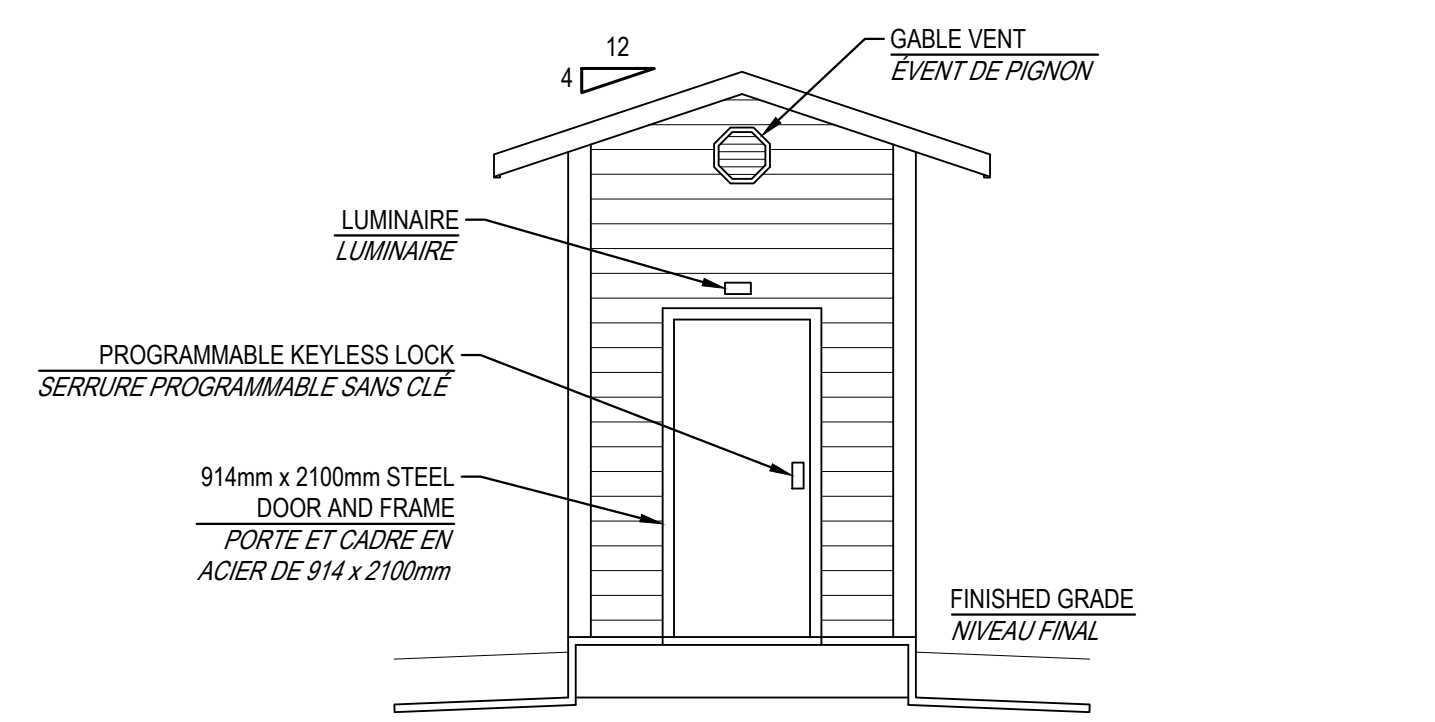 12
4
GABLE VENT
ÉVENT DE PIGNON
LUMINAIRE
LUMINAIRE
PROGRAMMABLE KEYLESS LOCK
SERRURE PROGRAMMABLE SANS CLÉ
914mm x 2100mm STEEL
DOOR AND FRAME
PORTE ET CADRE EN
ACIER DE 914 x 2100mm
FINISHED GRADE
NIVEAU FINAL